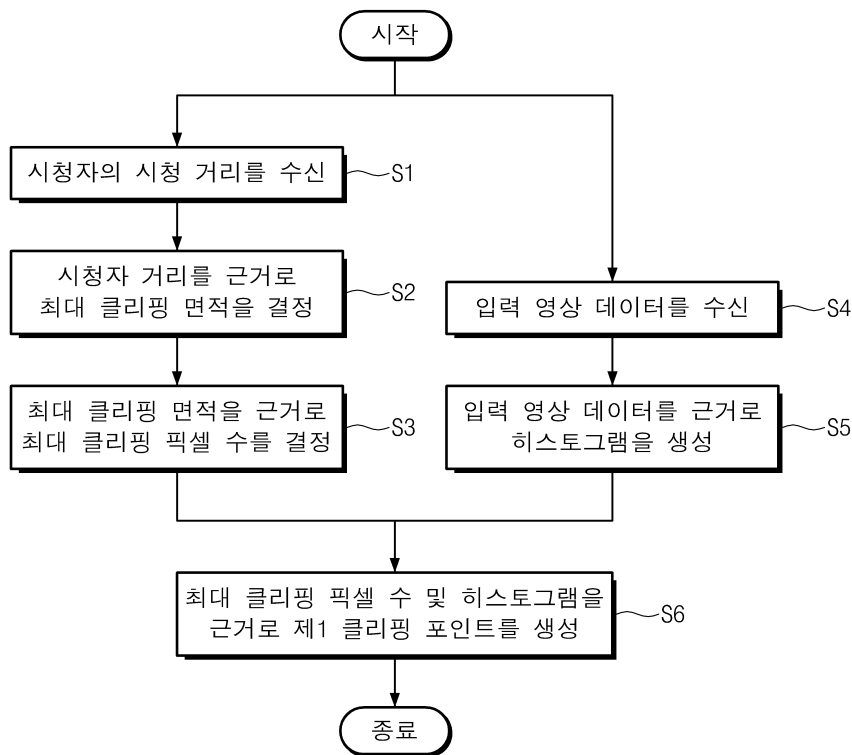 시작
시청자의 시청 거리를 수신
S1
시청자 거리를 근거로
최대 클리핑 면적을 결정
S2
최대 클리핑 면적을 근거로
최대 클리핑 픽셀 수를 결정
S3
입력 영상 데이터를 수신
S4
입력 영상 데이터를 근거로
히스토그램을 생성
S5
최대 클리핑 픽셀 수 및 히스토그램을
근거로 제1 클리핑 포인트를 생성
S6
종료